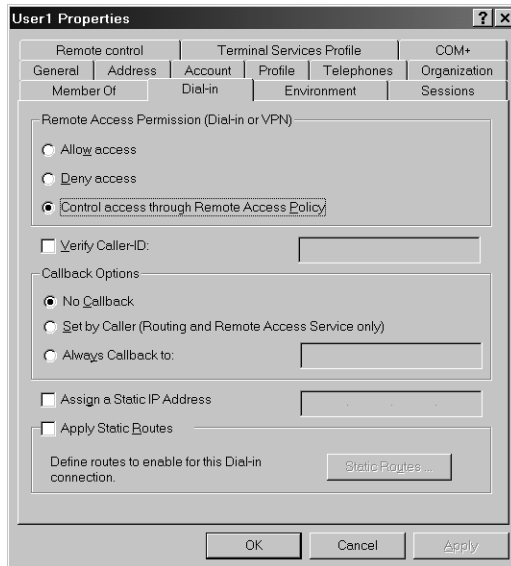 User1 Properties
Remote control Terminal Services Profile COM+
General Address Account Profile Telephones Organization
Member Of Dial-in Environment Sessions
Remote Access Permission (Dial-in or VPN)
Allow access
Deny access
Control access through Remote Access Policy
Verify Caller-ID:
Callback Options
No Callback
Set by Caller (Routing and Remote Access Service only)
Always Callback to:
Assign a Static IP Address
Apply Static Routes
Define routes to enable for this Dial-in
connection.
Static Routes ...
OK Cancel Apply